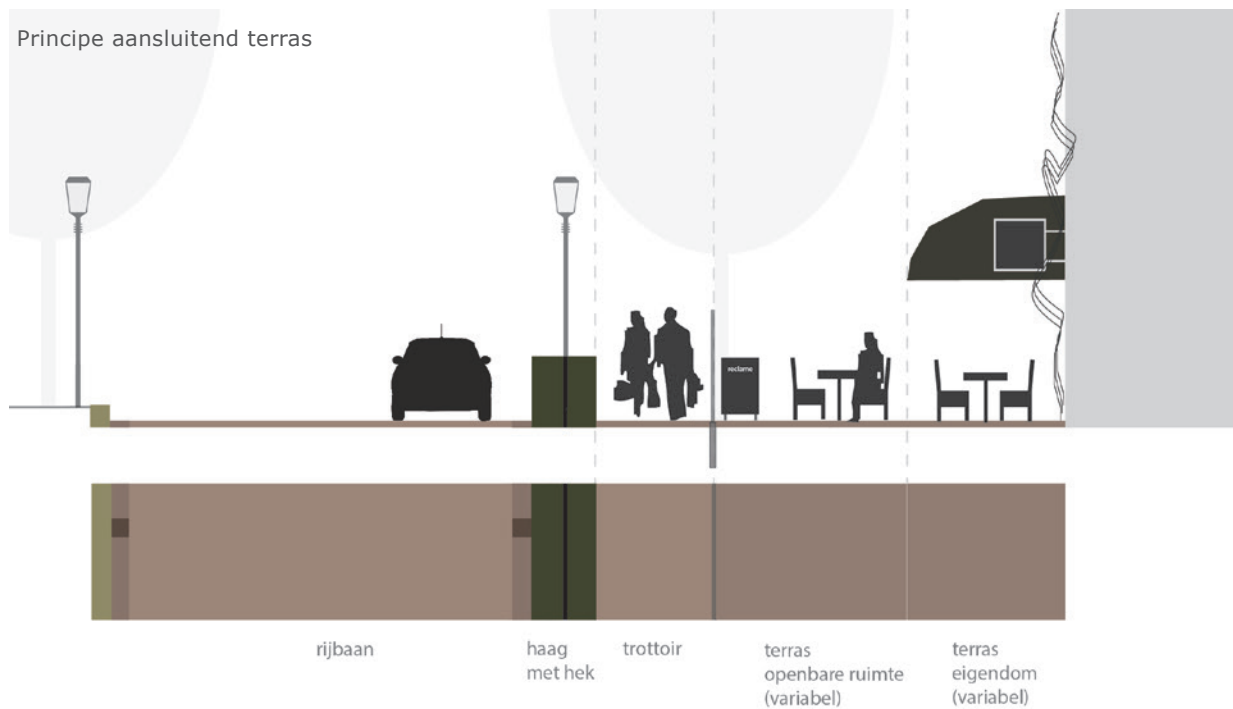 Principe aansluitend terras
reclame
rijbaan
haag
met hek
trottoir
terras
openbare ruimte
(variabel)
terras
eigendom
(variabel)